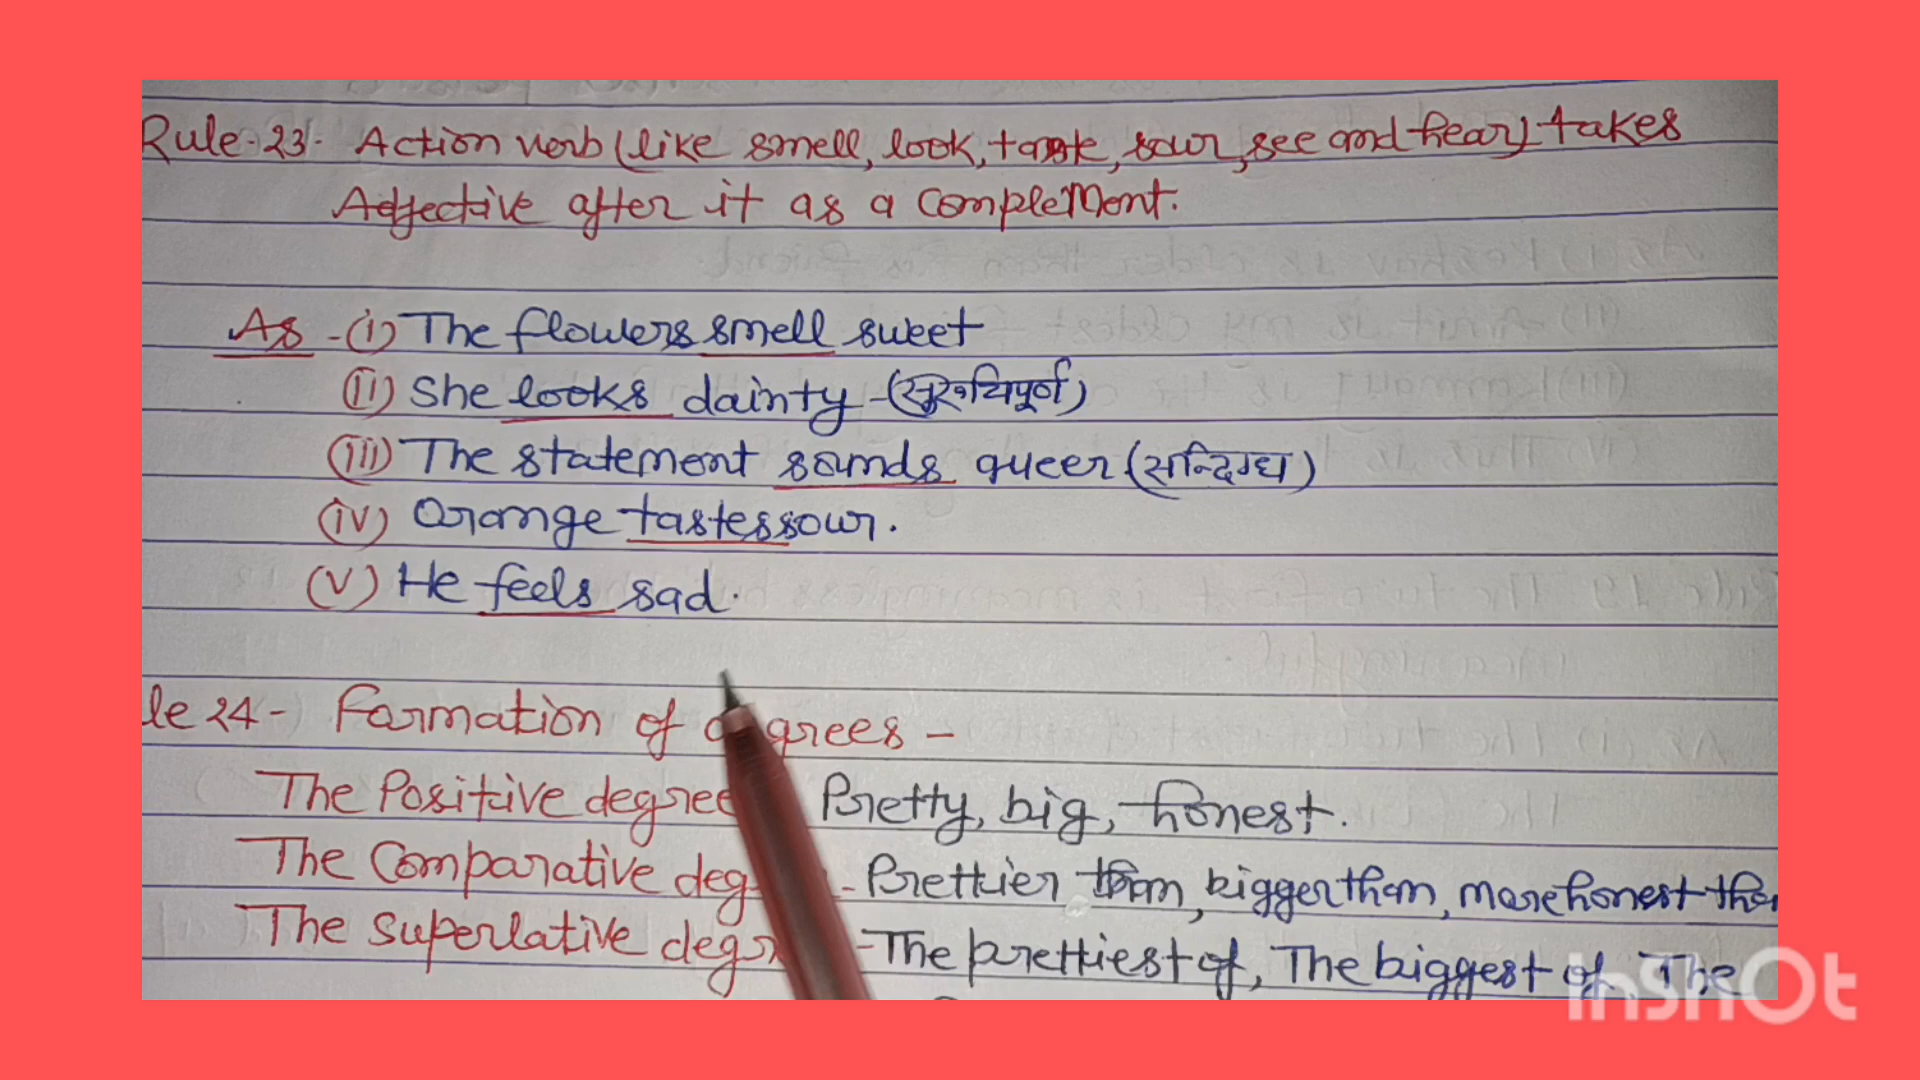 Rule-23- Action verb (like smell, look, taste, sour, see and hear) takes
Adjective after it as a complement.
As -(i) The flowers smell sweet
(ii) She looks dainty -(सुरुचिपूर्ण)
(iii) The statement sounds queer (सन्दिग्ध)
(iv) Orange tastes sour.
(v) He feels sad.
le 24- Formation of degrees -
The Positive degree Pretty, big, honest.
The Comparative deg - Prettier than, bigger than, more honest tha
The superlative degr -The prettiest of, The biggest of, The
InShOt